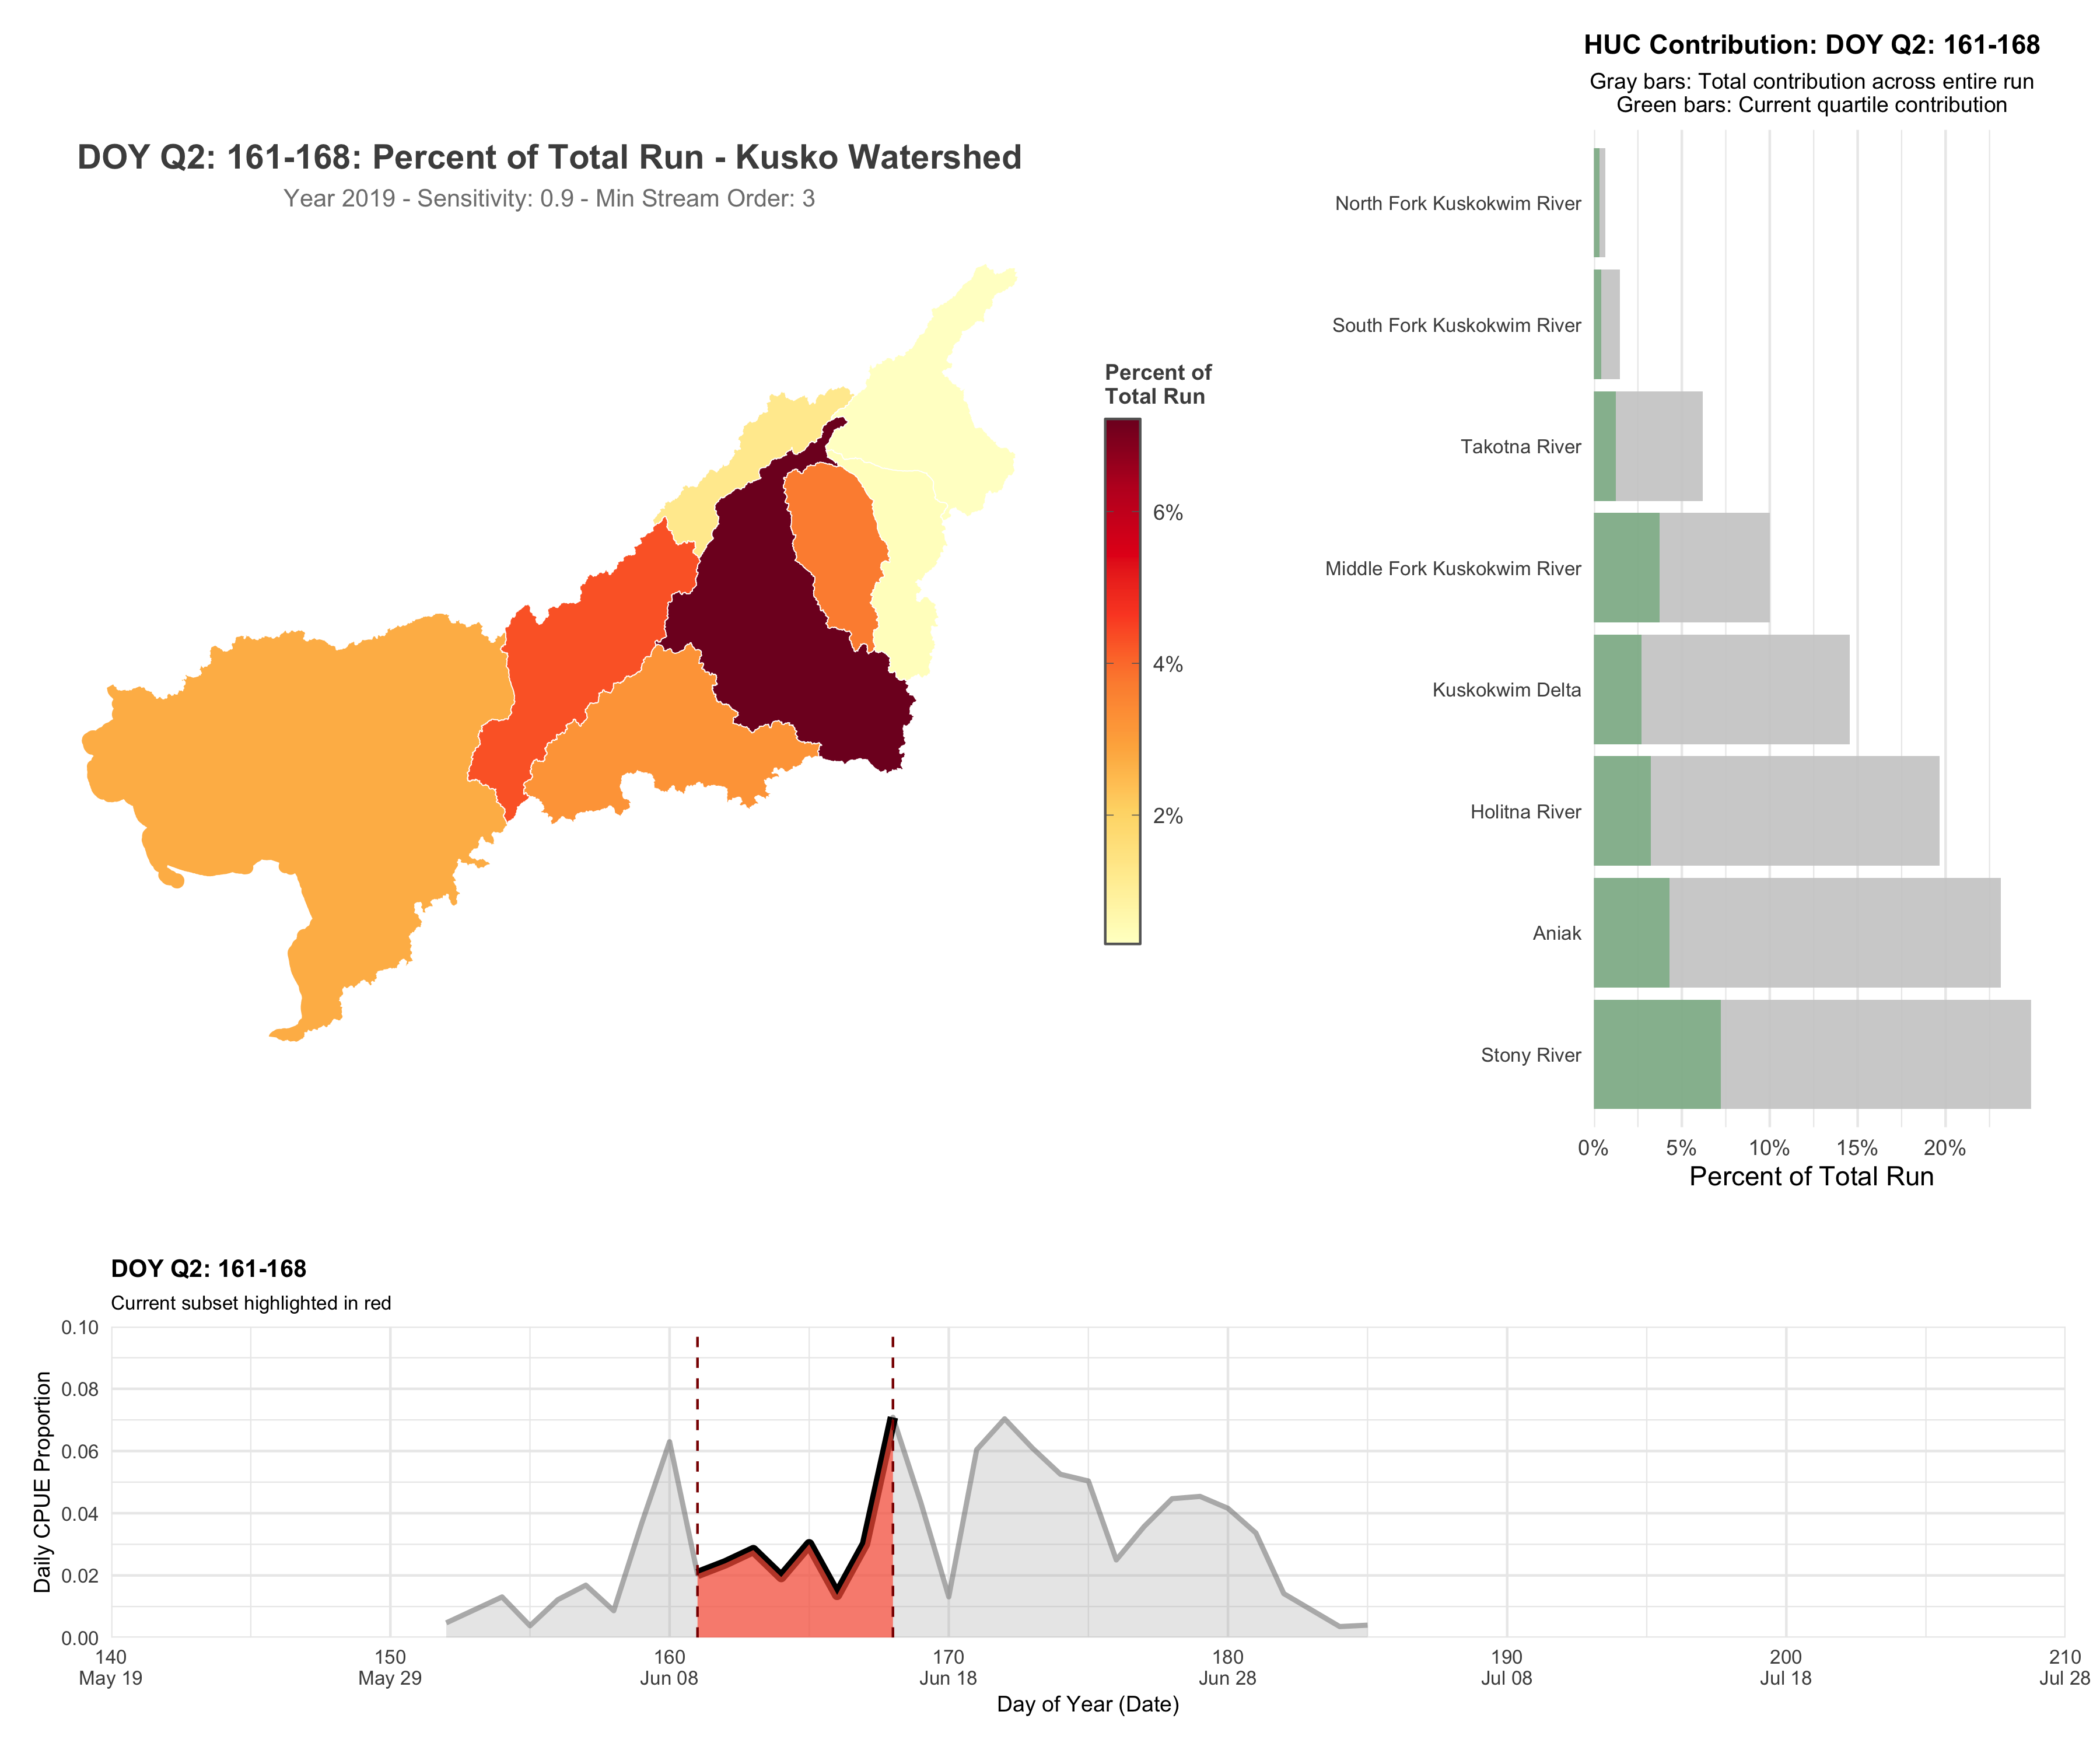 DOY Q2: 161-168: Percent of Total Run - Kusko Watershed
Year 2019 - Sensitivity: 0.9 - Min Stream Order: 3
Percent of
Total Run
6%
4%
2%
HUC Contribution: DOY Q2: 161-168
Gray bars: Total contribution across entire run
Green bars: Current quartile contribution
North Fork Kuskokwim River
South Fork Kuskokwim River
Takotna River
Middle Fork Kuskokwim River
Kuskokwim Delta
Holitna River
Aniak
Stony River
0% 5% 10% 15% 20%
Percent of Total Run
DOY Q2: 161-168
Current subset highlighted in red
Daily CPUE Proportion
0.10
0.08
0.06
0.04
0.02
0.00
140 150 160 170 180 190 200 210
May 19 May 29 Jun 08 Jun 18 Jun 28 Jul 08 Jul 18 Jul 28
Day of Year (Date)